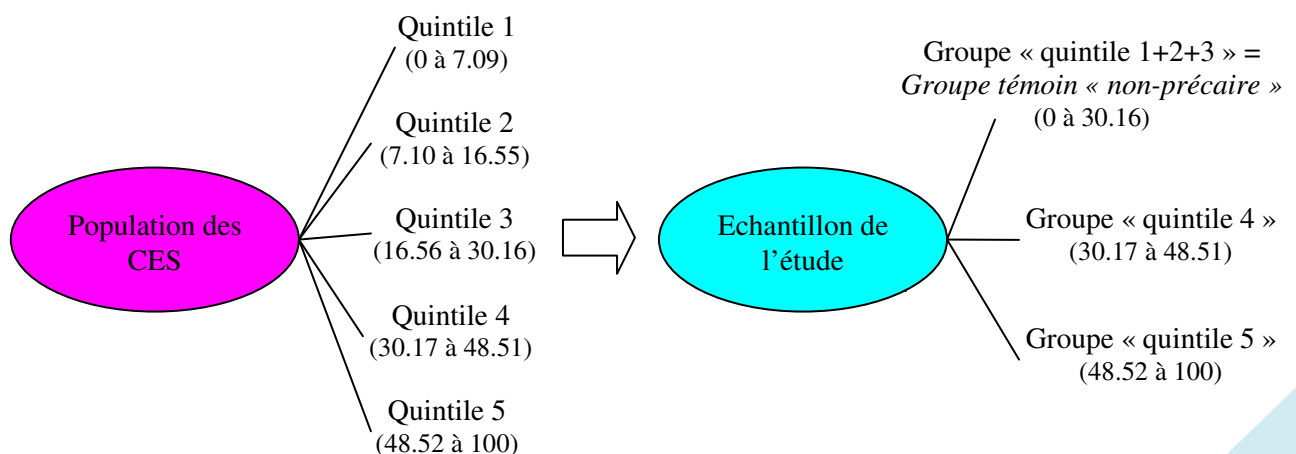 Population des
CES
Quintile 1
(0 à 7.09)
Quintile 2
(7.10 à 16.55)
Quintile 3
(16.56 à 30.16)
Quintile 4
(30.17 à 48.51)
Quintile 5
(48.52 à 100)
Echantillon de
l’étude
Groupe « quintile 1+2+3 » =
Groupe témoin « non-précaire »
(0 à 30.16)
Groupe « quintile 4 »
(30.17 à 48.51)
Groupe « quintile 5 »
(48.52 à 100)